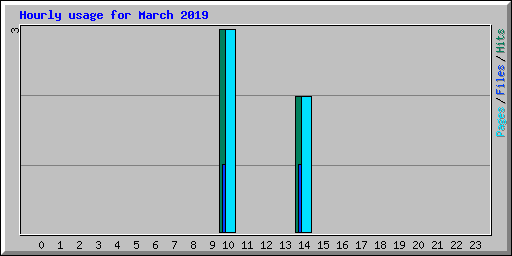 Hourly usage for March 2019
3
Pages/Files/Hits
0 1 2 3 4 5 6 7 8 9 10 11 12 13 14 15 16 17 18 19 20 21 22 23